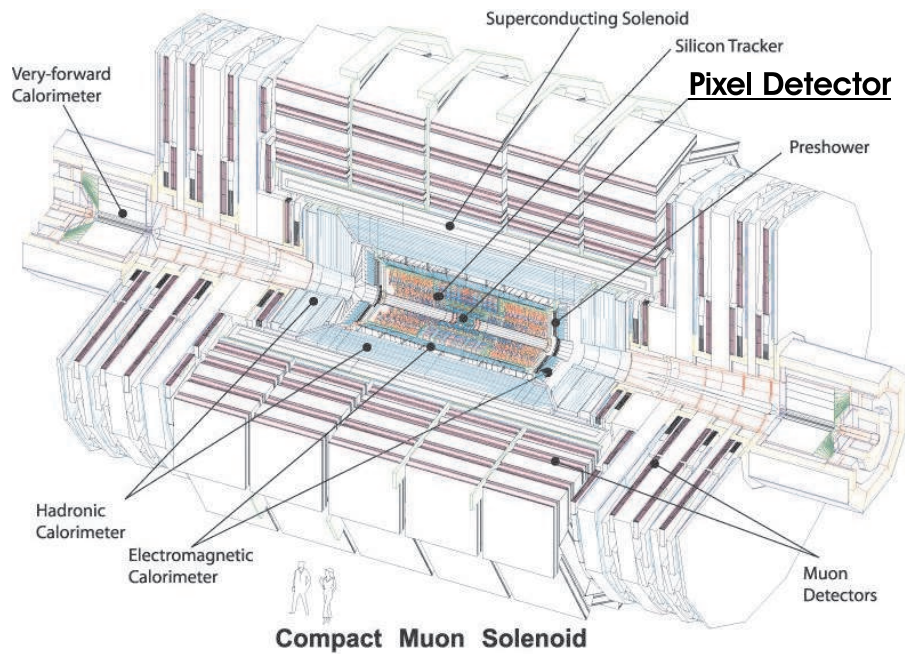 Superconducting Solenoid
Silicon Tracker
Pixel Detector
Very-forward
Calorimeter
Preshower
Hadronic
Calorimeter
Electromagnetic
Calorimeter
Muon
Detectors
Compact Muon Solenoid